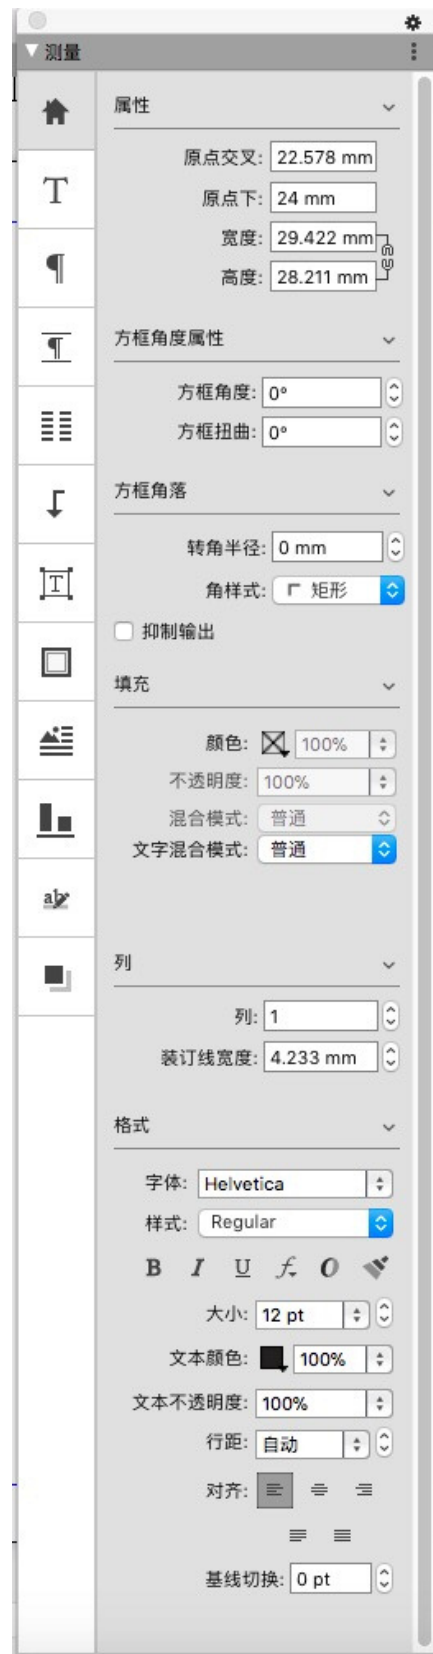 测量
属性
原点交叉: 22.578 mm
原点下: 24 mm
宽度: 29.422 mm
高度: 28.211 mm
方框角度属性
方框角度: 0°
方框扭曲: 0°
方框角落
转角半径: 0 mm
角样式: 矩形
抑制输出
填充
颜色: 100%
不透明度: 100%
混合模式: 普通
文字混合模式: 普通
列
列: 1
装订线宽度: 4.233 mm
格式
字体: Helvetica
样式: Regular
B I U f O
大小: 12 pt
文本颜色: 100%
文本不透明度: 100%
行距: 自动
对齐:
基线切换: 0 pt